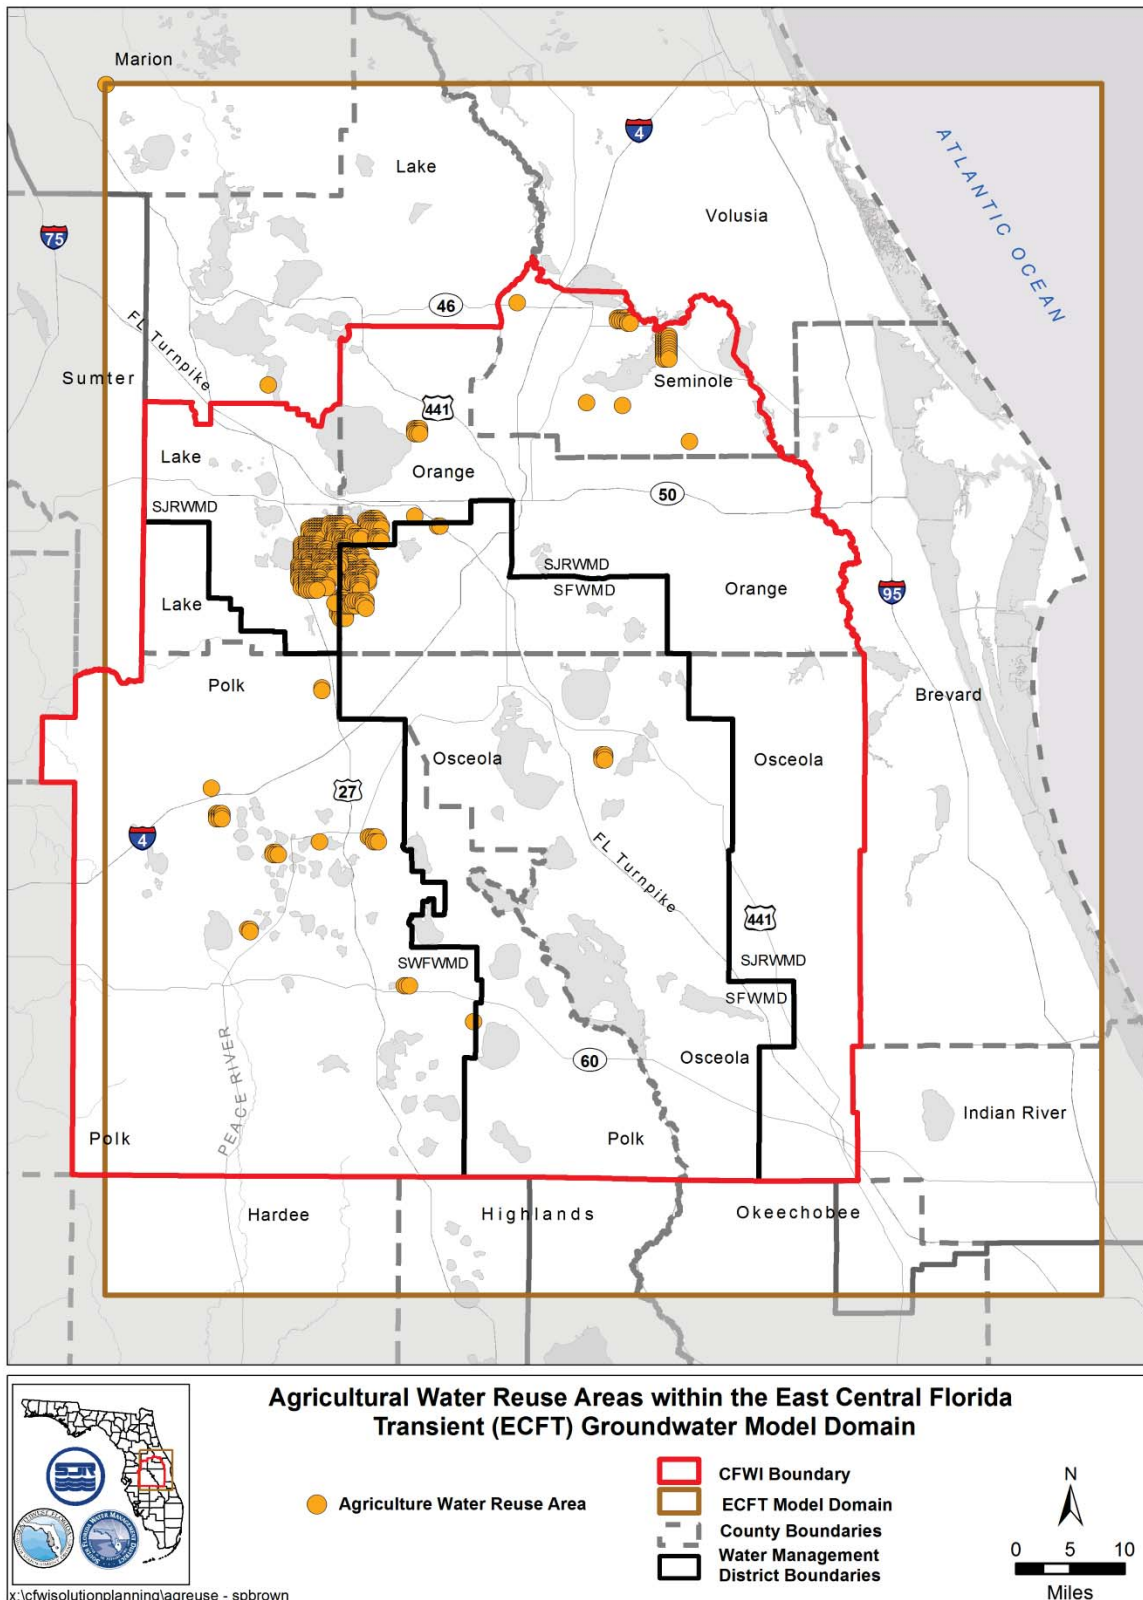 Marion
4
Lake
ATLANTIC OCEAN
Volusia
75
46
FL Turnpike
Sumter
Seminole
441
Lake
Orange
50
SJRWMD
SJRWMD
SFWMD
Lake
Orange
95
Polk
Brevard
Osceola
Osceola
27
4
FL Turnpike
441
SWFWMD
SJRWMD
SFWMD
PEACE RIVER
60
Osceola
Indian River
Polk
Polk
Hardee
Highlands
Okeechobee
Agricultural Water Reuse Areas within the East Central Florida
Transient (ECFT) Groundwater Model Domain
SJR
Agriculture Water Reuse Area
CFWI Boundary
ECFT Model Domain
County Boundaries
Water Management
District Boundaries
N
0 5 10
Miles
x:\cfwisolutionplanning\agreuse - spbrown